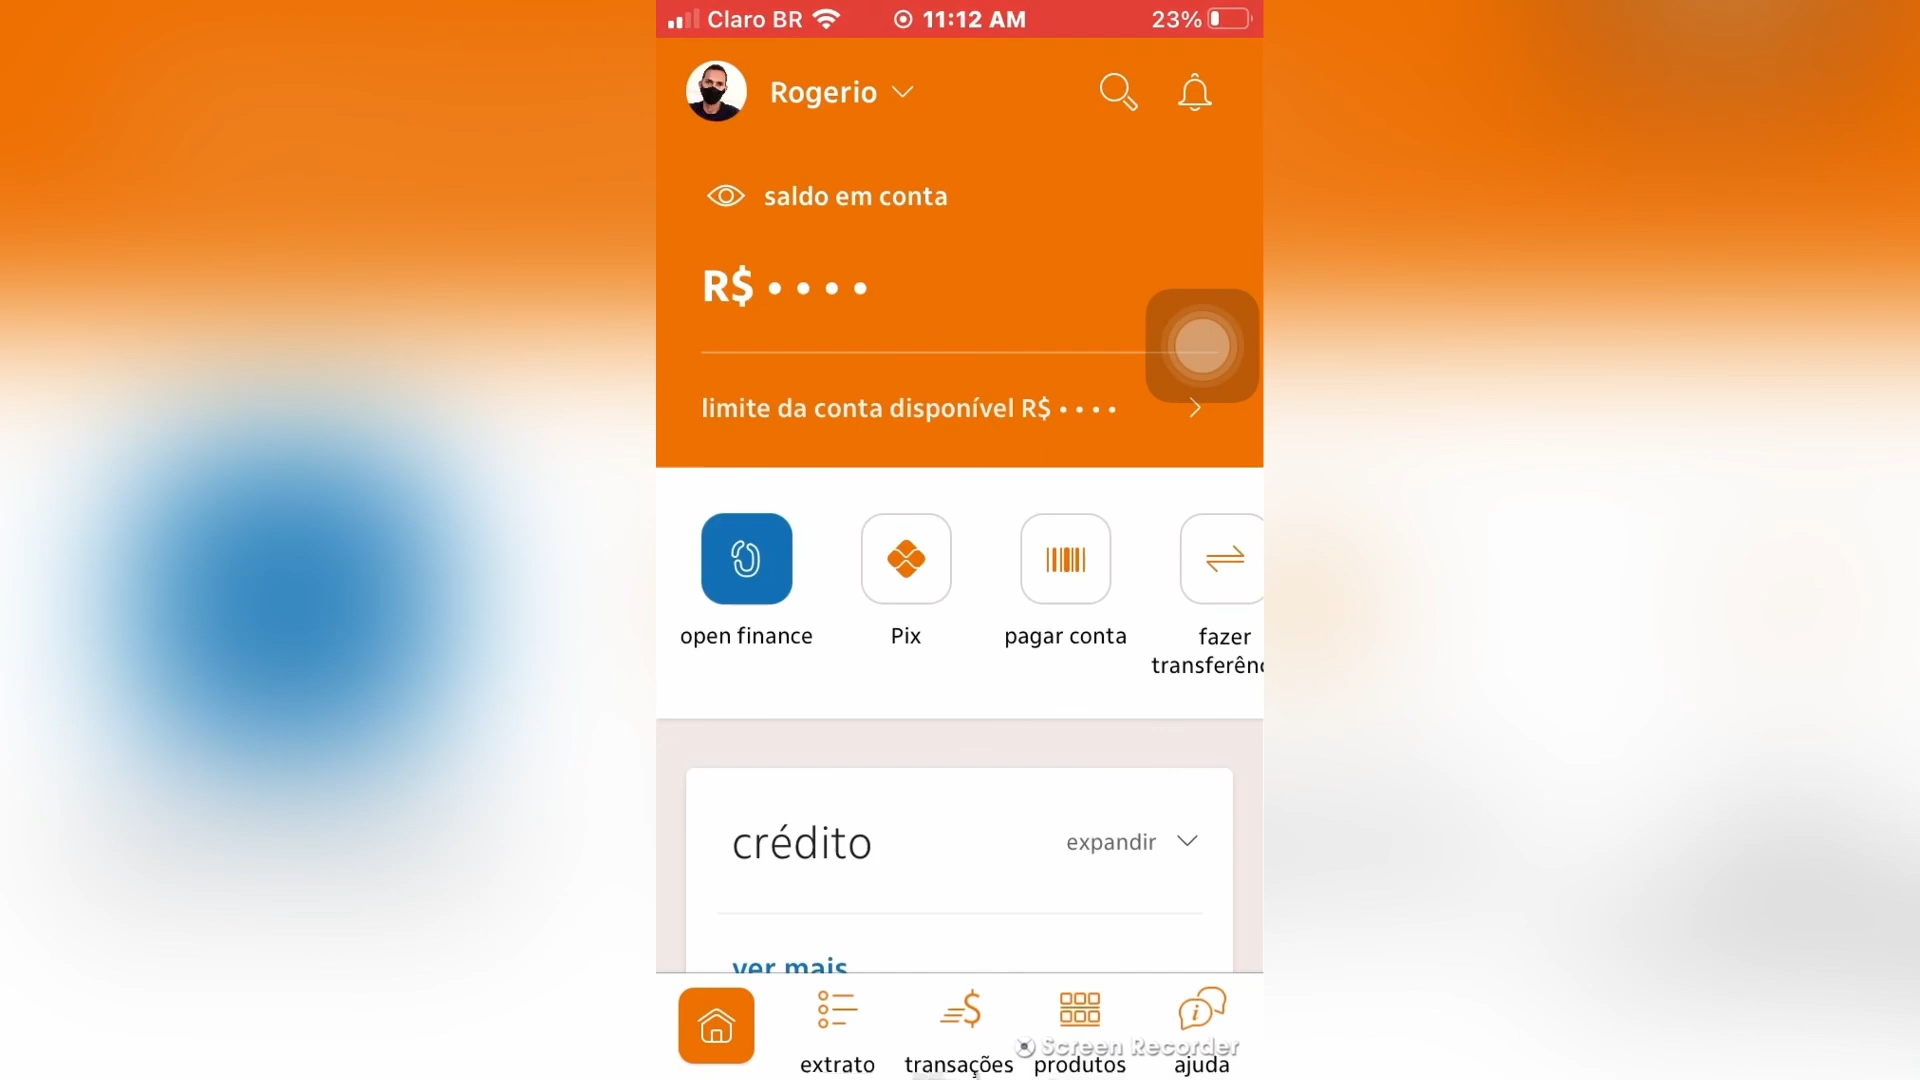 Claro BR 11:12 AM 23%
Rogerio
saldo em conta
R$ ••••
limite da conta disponível R$ ••••
open finance
Pix
pagar conta
fazer
transferênc
crédito
expandir
ver mais
extrato
transações
produtos
ajuda
Screen Recorder